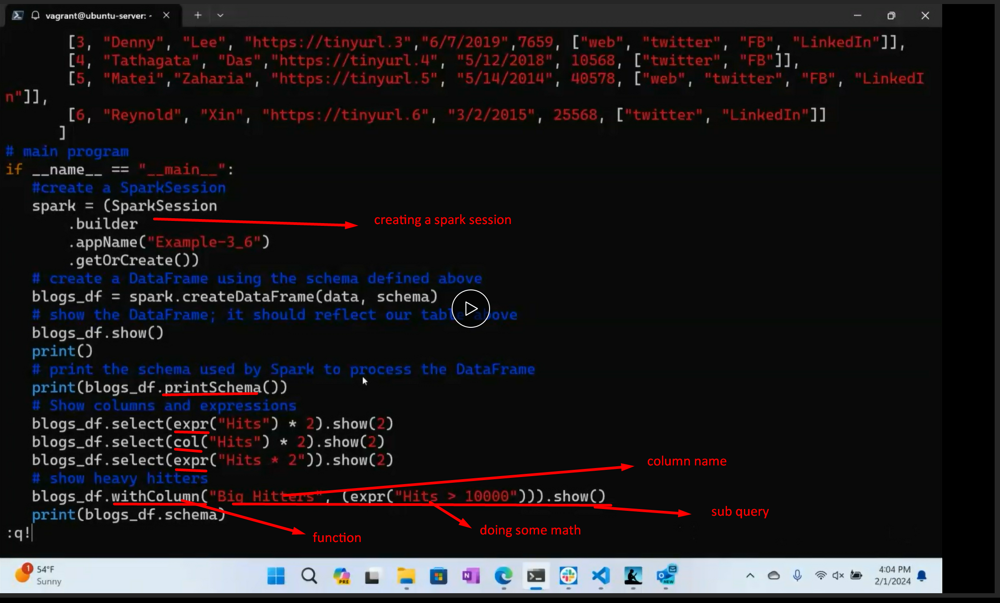 vagrant@ubuntu-server: -
[3, "Denny", "Lee", "https://tinyurl.3","6/7/2019",7659, ["web", "twitter", "FB", "LinkedIn"]],
[4, "Tathagata", "Das","https://tinyurl.4", "5/12/2018", 10568, ["twitter", "FB"]],
[5, "Matei","Zaharia", "https://tinyurl.5", "5/14/2014", 40578, ["web", "twitter", "FB", "LinkedI
n"]],
[6, "Reynold", "Xin", "https://tinyurl.6", "3/2/2015", 25568, ["twitter", "LinkedIn"]]
]
# main program
if __name__ == "__main__":
#create a SparkSession
spark = (SparkSession
creating a spark session
.builder
.appName("Example-3_6")
.getOrCreate())
# create a DataFrame using the schema defined above
blogs_df = spark.createDataFrame(data, schema)
# show the DataFrame; it should reflect our table above
blogs_df.show()
print()
# print the schema used by Spark to process the DataFrame
print(blogs_df.printSchema())
# Show columns and expressions
blogs_df.select(expr("Hits") * 2).show(2)
blogs_df.select(col("Hits") * 2).show(2)
blogs_df.select(expr("Hits * 2")).show(2)
column name
# show heavy hitters
blogs_df.withColumn("Big Hitters", (expr("Hits > 10000"))).show()
sub query
print(blogs_df.schema)
doing some math
:q!
function
1
54°F
Sunny
PRE
N
NEW
4:04 PM
2/1/2024